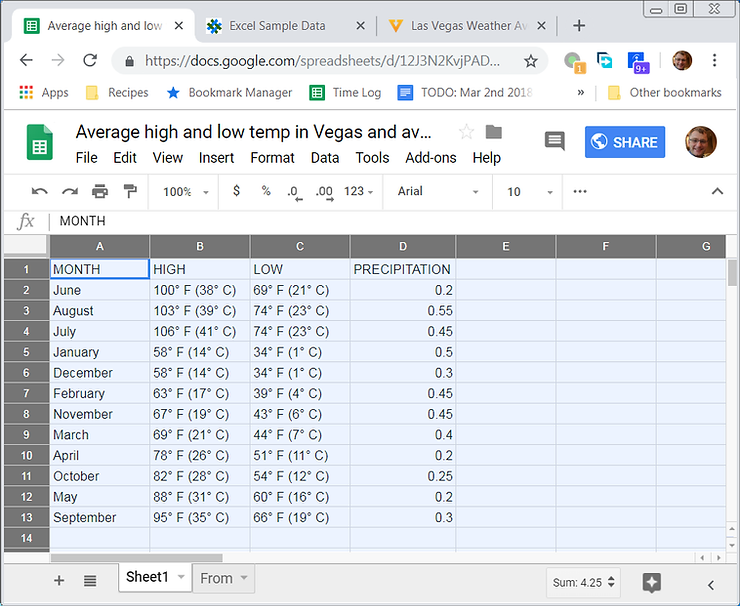 Average high and low
Excel Sample Data
Las Vegas Weather Av
https://docs.google.com/spreadsheets/d/12J3N2KvjPAD...
1
9+
Apps Recipes Bookmark Manager Time Log TODO: Mar 2nd 2018 » Other bookmarks
Average high and low temp in Vegas and av...
SHARE
File Edit View Insert Format Data Tools Add-ons Help
100% $ % .0 .00 123 Arial 10
fx MONTH
A B C D E F G
1 MONTH HIGH LOW PRECIPITATION
2 June 100° F (38° C) 69° F (21° C) 0.2
3 August 103° F (39° C) 74° F (23° C) 0.55
4 July 106° F (41° C) 74° F (23° C) 0.45
5 January 58° F (14° C) 34° F (1° C) 0.5
6 December 58° F (14° C) 34° F (1° C) 0.3
7 February 63° F (17° C) 39° F (4° C) 0.45
8 November 67° F (19° C) 43° F (6° C) 0.45
9 March 69° F (21° C) 44° F (7° C) 0.4
10 April 78° F (26° C) 51° F (11° C) 0.2
11 October 82° F (28° C) 54° F (12° C) 0.25
12 May 88° F (31° C) 60° F (16° C) 0.2
13 September 95° F (35° C) 66° F (19° C) 0.3
14
Sheet1 From Sum: 4.25